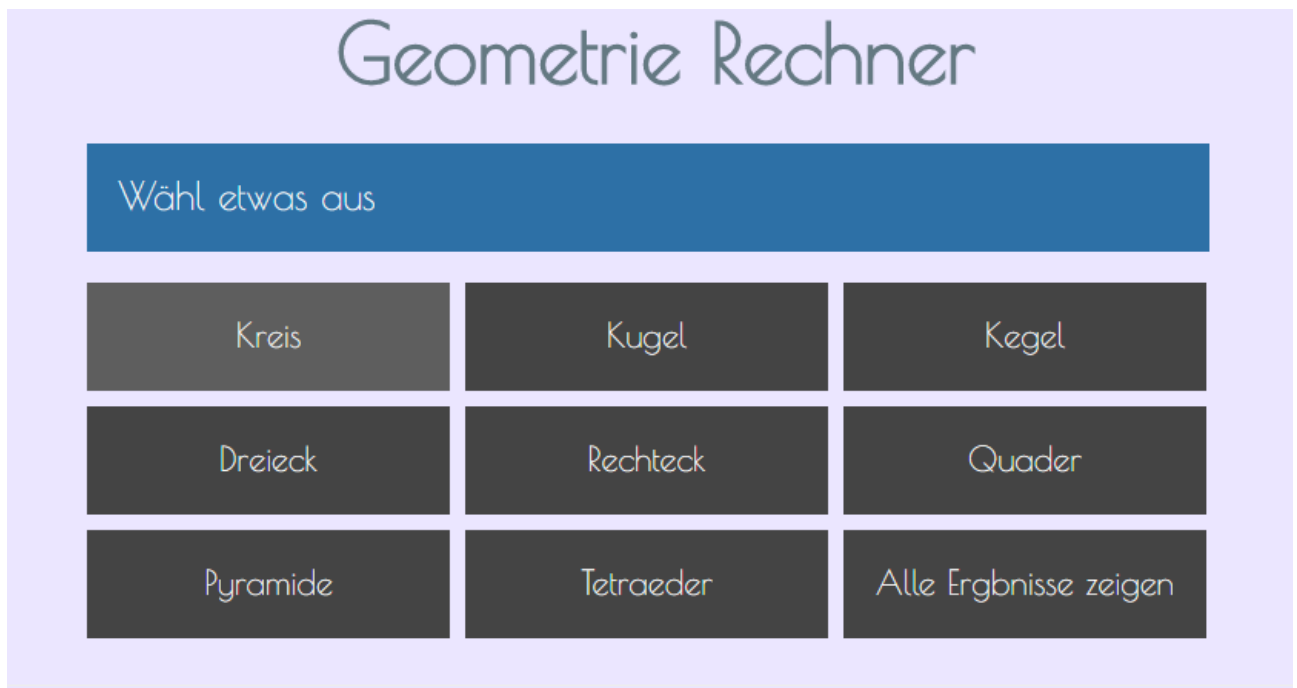 Geometrie Rechner
Wähl etwas aus
Kreis Kugel Kegel
Dreieck Rechteck Quader
Pyramide Tetraeder Alle Ergbnisse zeigen